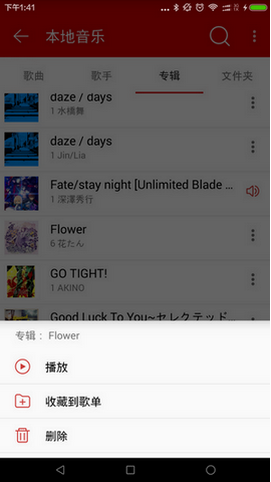 下午1:41
本地音乐
歌曲 歌手 专辑 文件夹
daze / days
1 水橋舞
daze / days
1 Jin/Lia
Fate/stay night [Unlimited Blade ...
1 深澤秀行
Flower
6 花たん
GO TIGHT!
1 AKINO
Good Luck To You~セレクテッド...
专辑： Flower
播放
收藏到歌单
删除